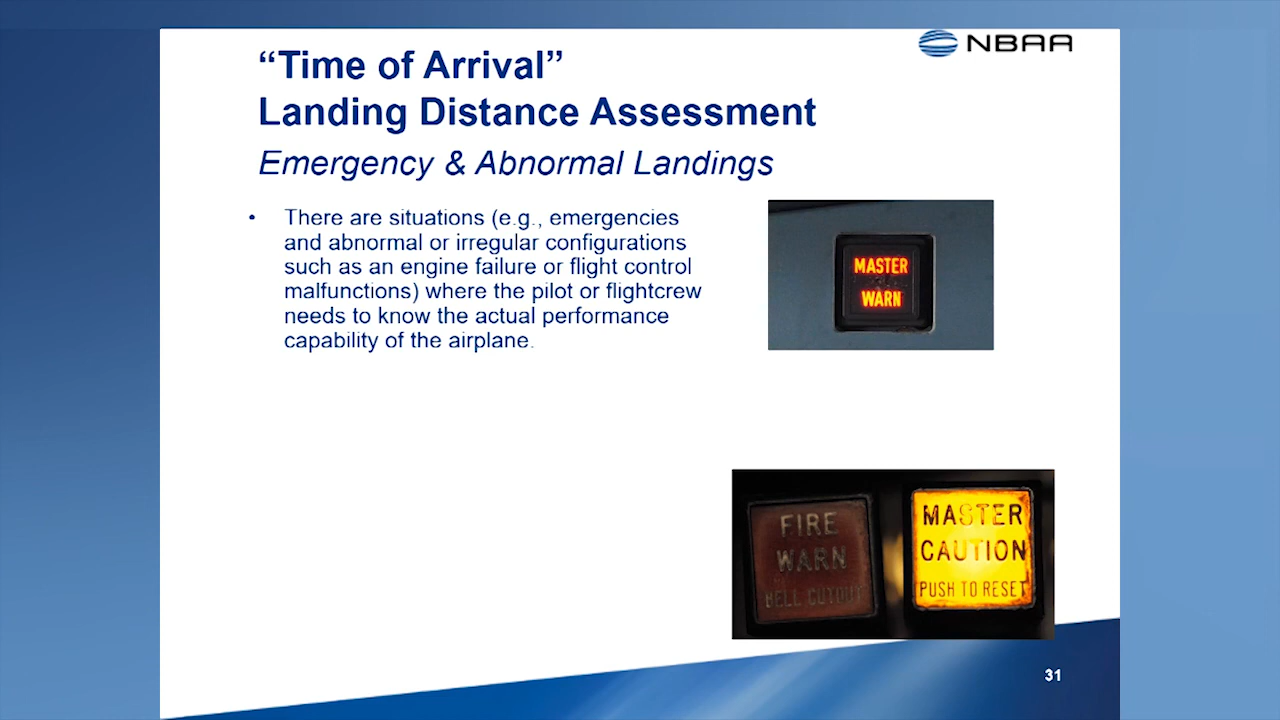 NBAA
“Time of Arrival”
Landing Distance Assessment
Emergency & Abnormal Landings
• There are situations (e.g., emergencies
and abnormal or irregular configurations
such as an engine failure or flight control
malfunctions) where the pilot or flightcrew
needs to know the actual performance
capability of the airplane.
MASTER
WARN
FIRE
WARN
BELL CUTOUT
MASTER
CAUTION
PUSH TO RESET
31